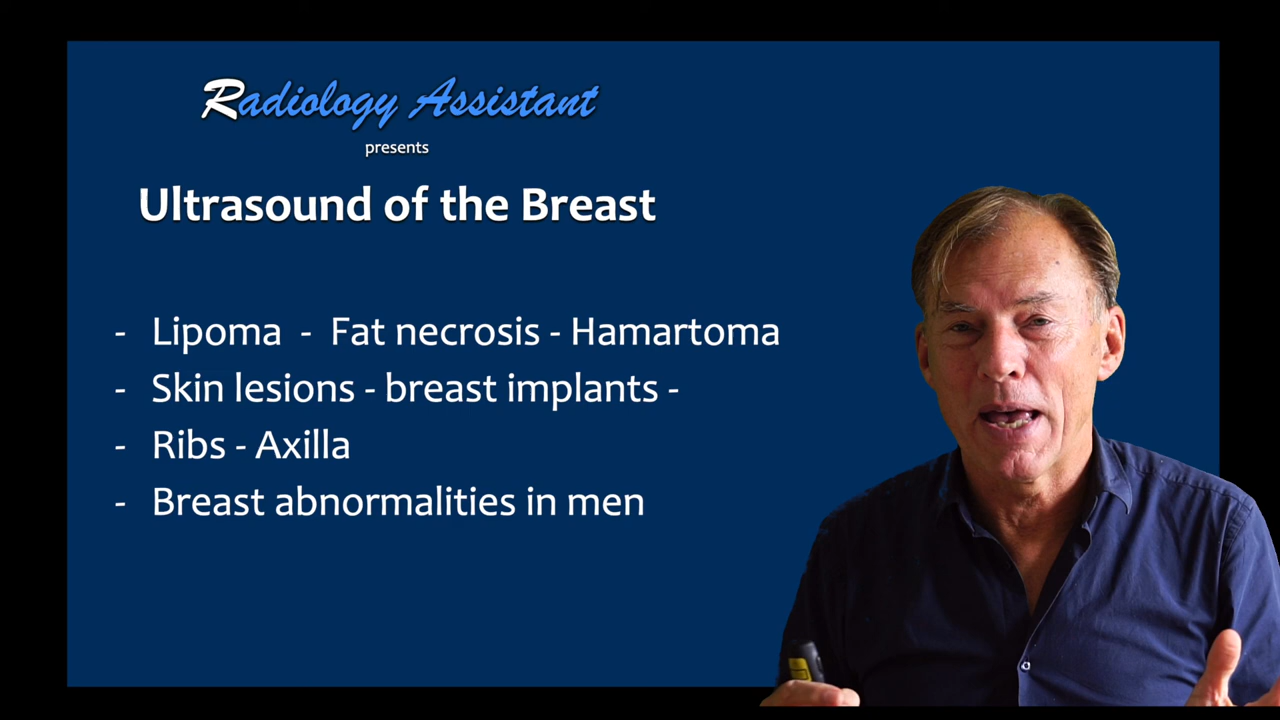 Radiology Assistant
presents
Ultrasound of the Breast
- Lipoma - Fat necrosis - Hamartoma
- Skin lesions - breast implants -
- Ribs - Axilla
- Breast abnormalities in men